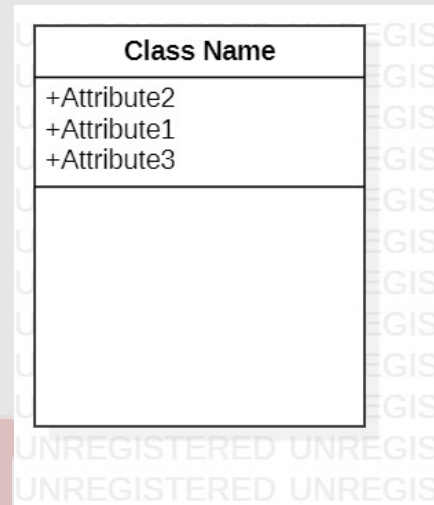 Class Name
+Attribute2
+Attribute1
+Attribute3
UNREGISTERED UNREGIS
UNREGISTERED UNREGIS